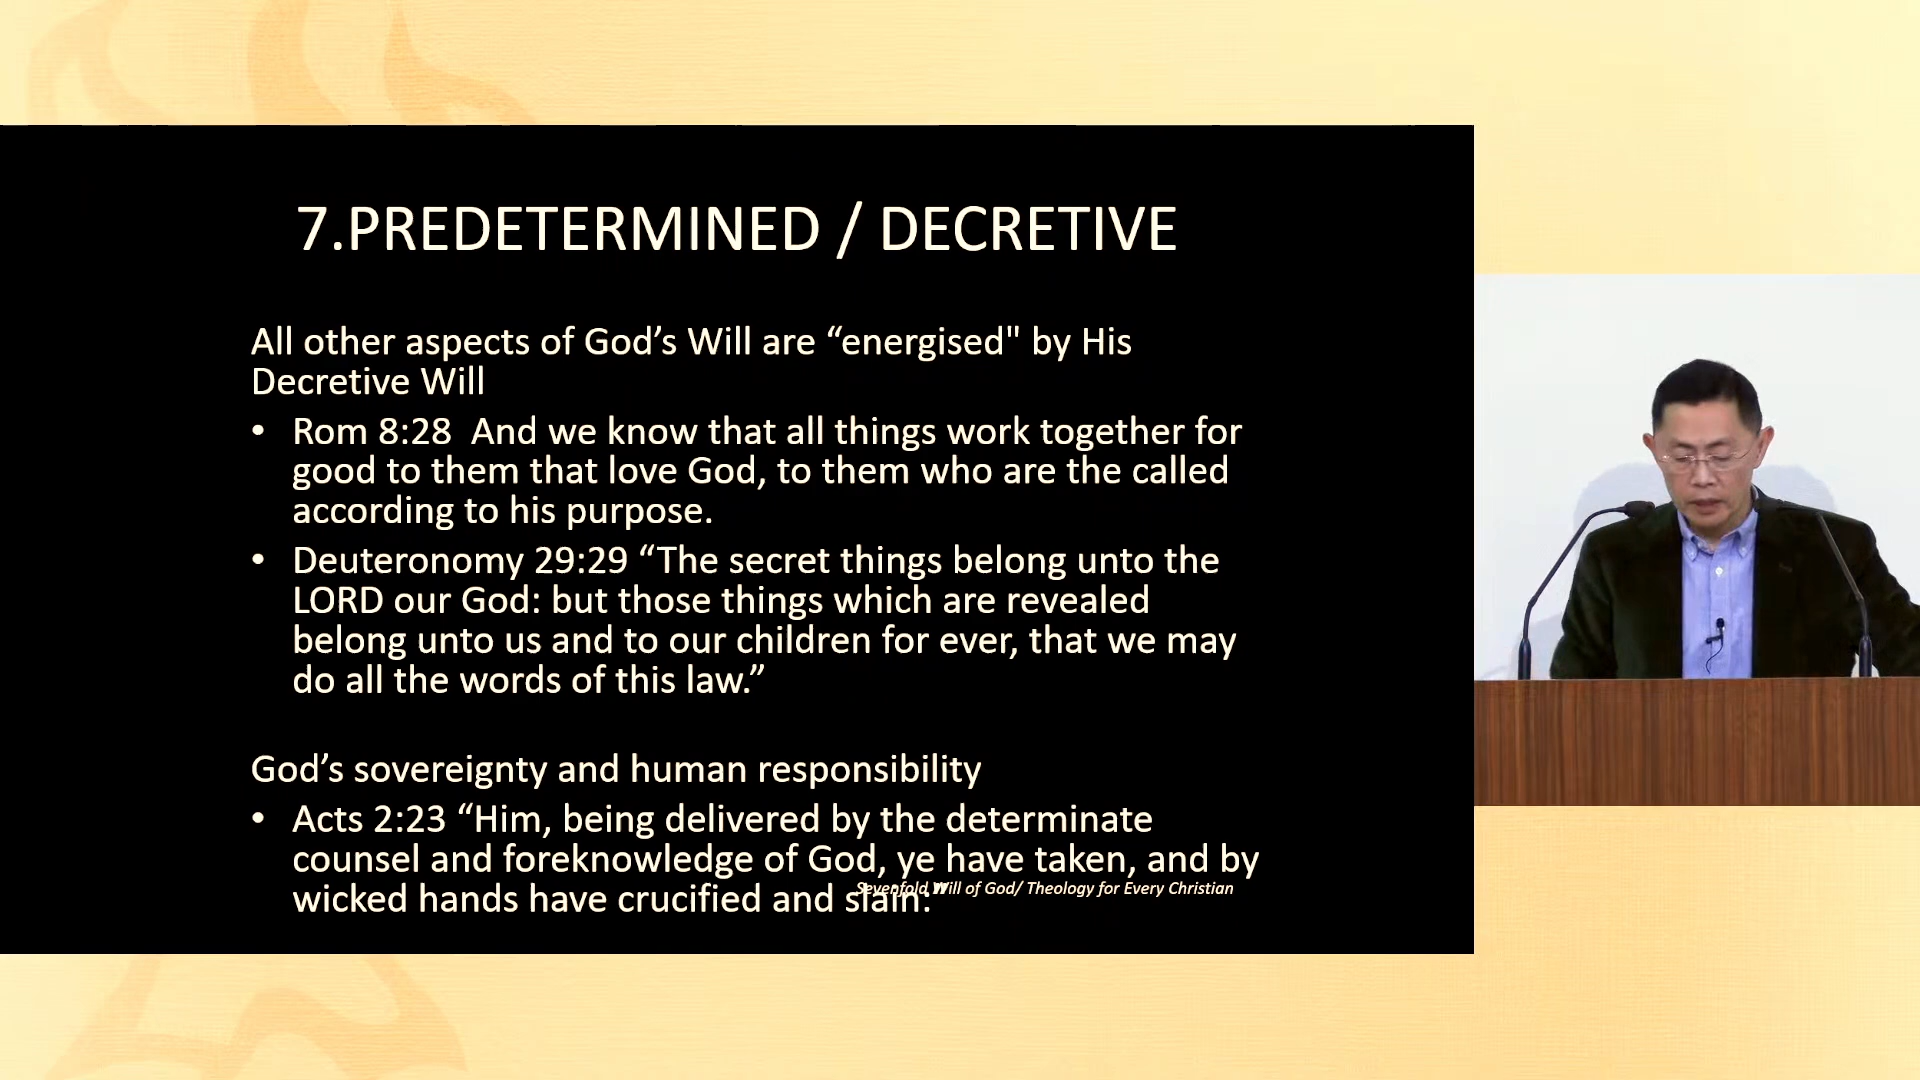 7.PREDETERMINED / DECRETIVE
All other aspects of God’s Will are “energised" by His
Decretive Will
• Rom 8:28  And we know that all things work together for
good to them that love God, to them who are the called
according to his purpose.
• Deuteronomy 29:29 “The secret things belong unto the
LORD our God: but those things which are revealed
belong unto us and to our children for ever, that we may
do all the words of this law.”
God’s sovereignty and human responsibility
• Acts 2:23 “Him, being delivered by the determinate
counsel and foreknowledge of God, ye have taken, and by
wicked hands have crucified and slain:”
Sevenfold Will of God/ Theology for Every Christian